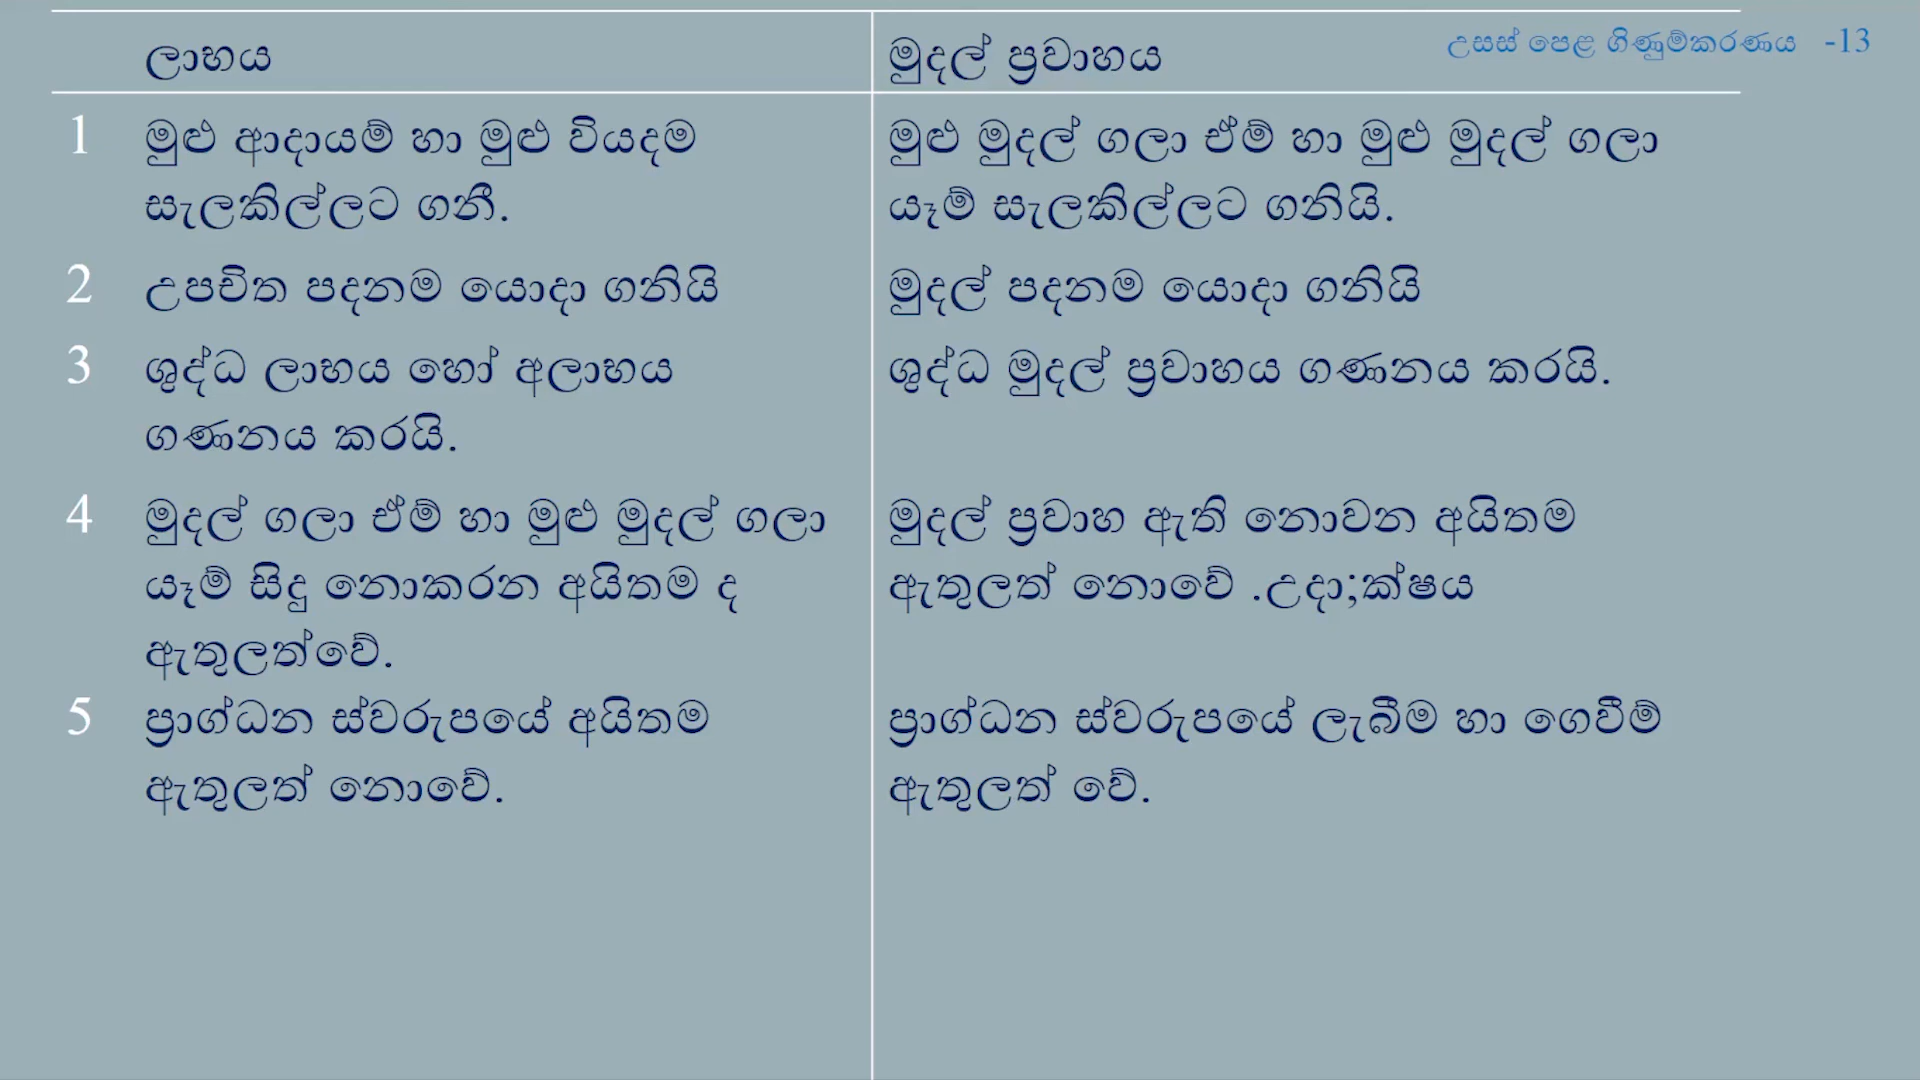 උසස් පෙළ ගිණුම්කරණය -13
ලාභය
මුදල් ප්‍රවාහය
1
මුළු ආදායම් හා මුළු වියදම
සැලකිල්ලට ගනී.
මුළු මුදල් ගලා ඒම් හා මුළු මුදල් ගලා
යෑම් සැලකිල්ලට ගනියි.
2
උපචිත පදනම යොදා ගනියි
මුදල් පදනම යොදා ගනියි
3
ශුද්ධ ලාභය හෝ අලාභය
ගණනය කරයි.
ශුද්ධ මුදල් ප්‍රවාහය ගණනය කරයි.
4
මුදල් ගලා ඒම් හා මුළු මුදල් ගලා
යෑම් සිදු නොකරන අයිතම ද
ඇතුලත්වේ.
මුදල් ප්‍රවාහ ඇති නොවන අයිතම
ඇතුලත් නොවේ .උදා;ක්ෂය
5
ප්‍රාග්ධන ස්වරුපයේ අයිතම
ඇතුලත් නොවේ.
ප්‍රාග්ධන ස්වරුපයේ ලැබීම හා ගෙවීම්
ඇතුලත් වේ.